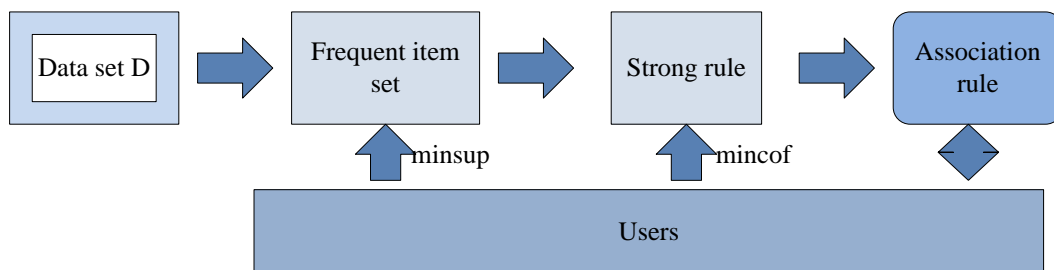 Data set D
Frequent item
set
Strong rule
Association
rule
minsup
mincof
Users